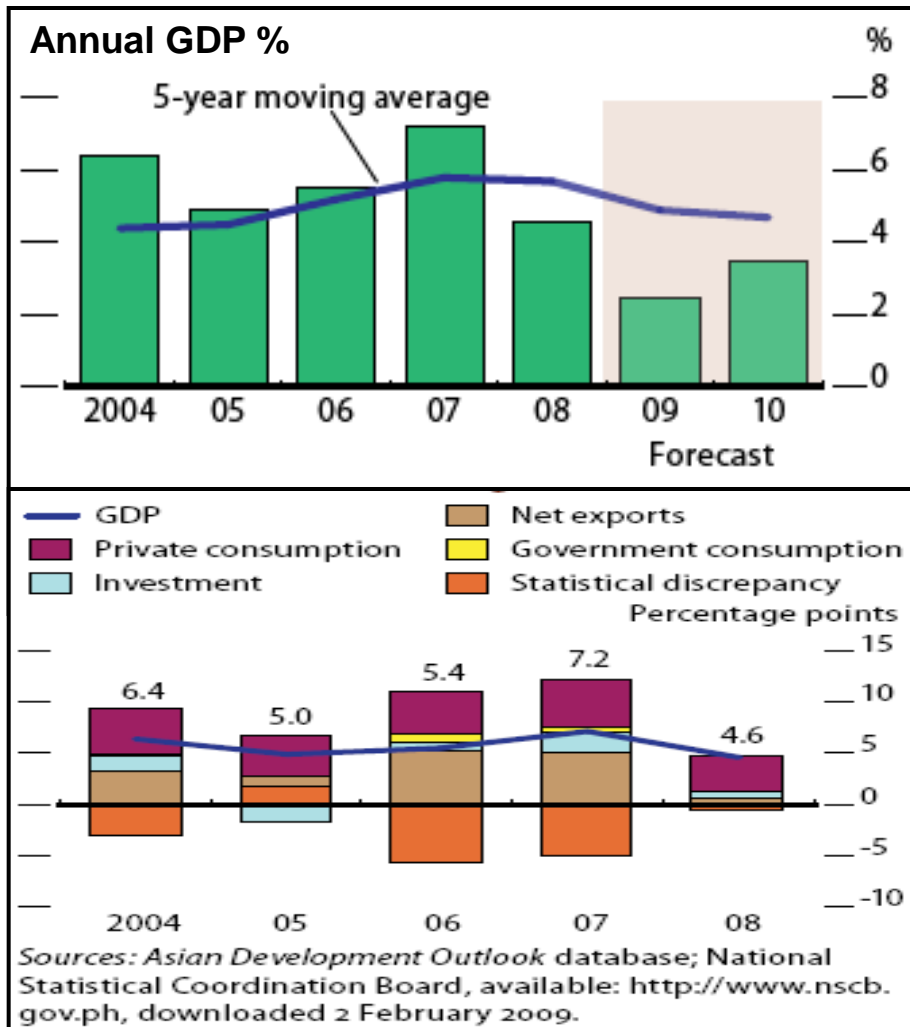 Annual GDP %
%
5-year moving average
8
6
4
2
0
2004 05 06 07 08 09 10
Forecast
GDP
Net exports
Private consumption
Government consumption
Investment
Statistical discrepancy
Percentage points
15
10
5
0
-5
-10
6.4 5.0 5.4 7.2 4.6
2004 05 06 07 08
Sources: Asian Development Outlook database; National
Statistical Coordination Board, available: http://www.nscb.
gov.ph, downloaded 2 February 2009.